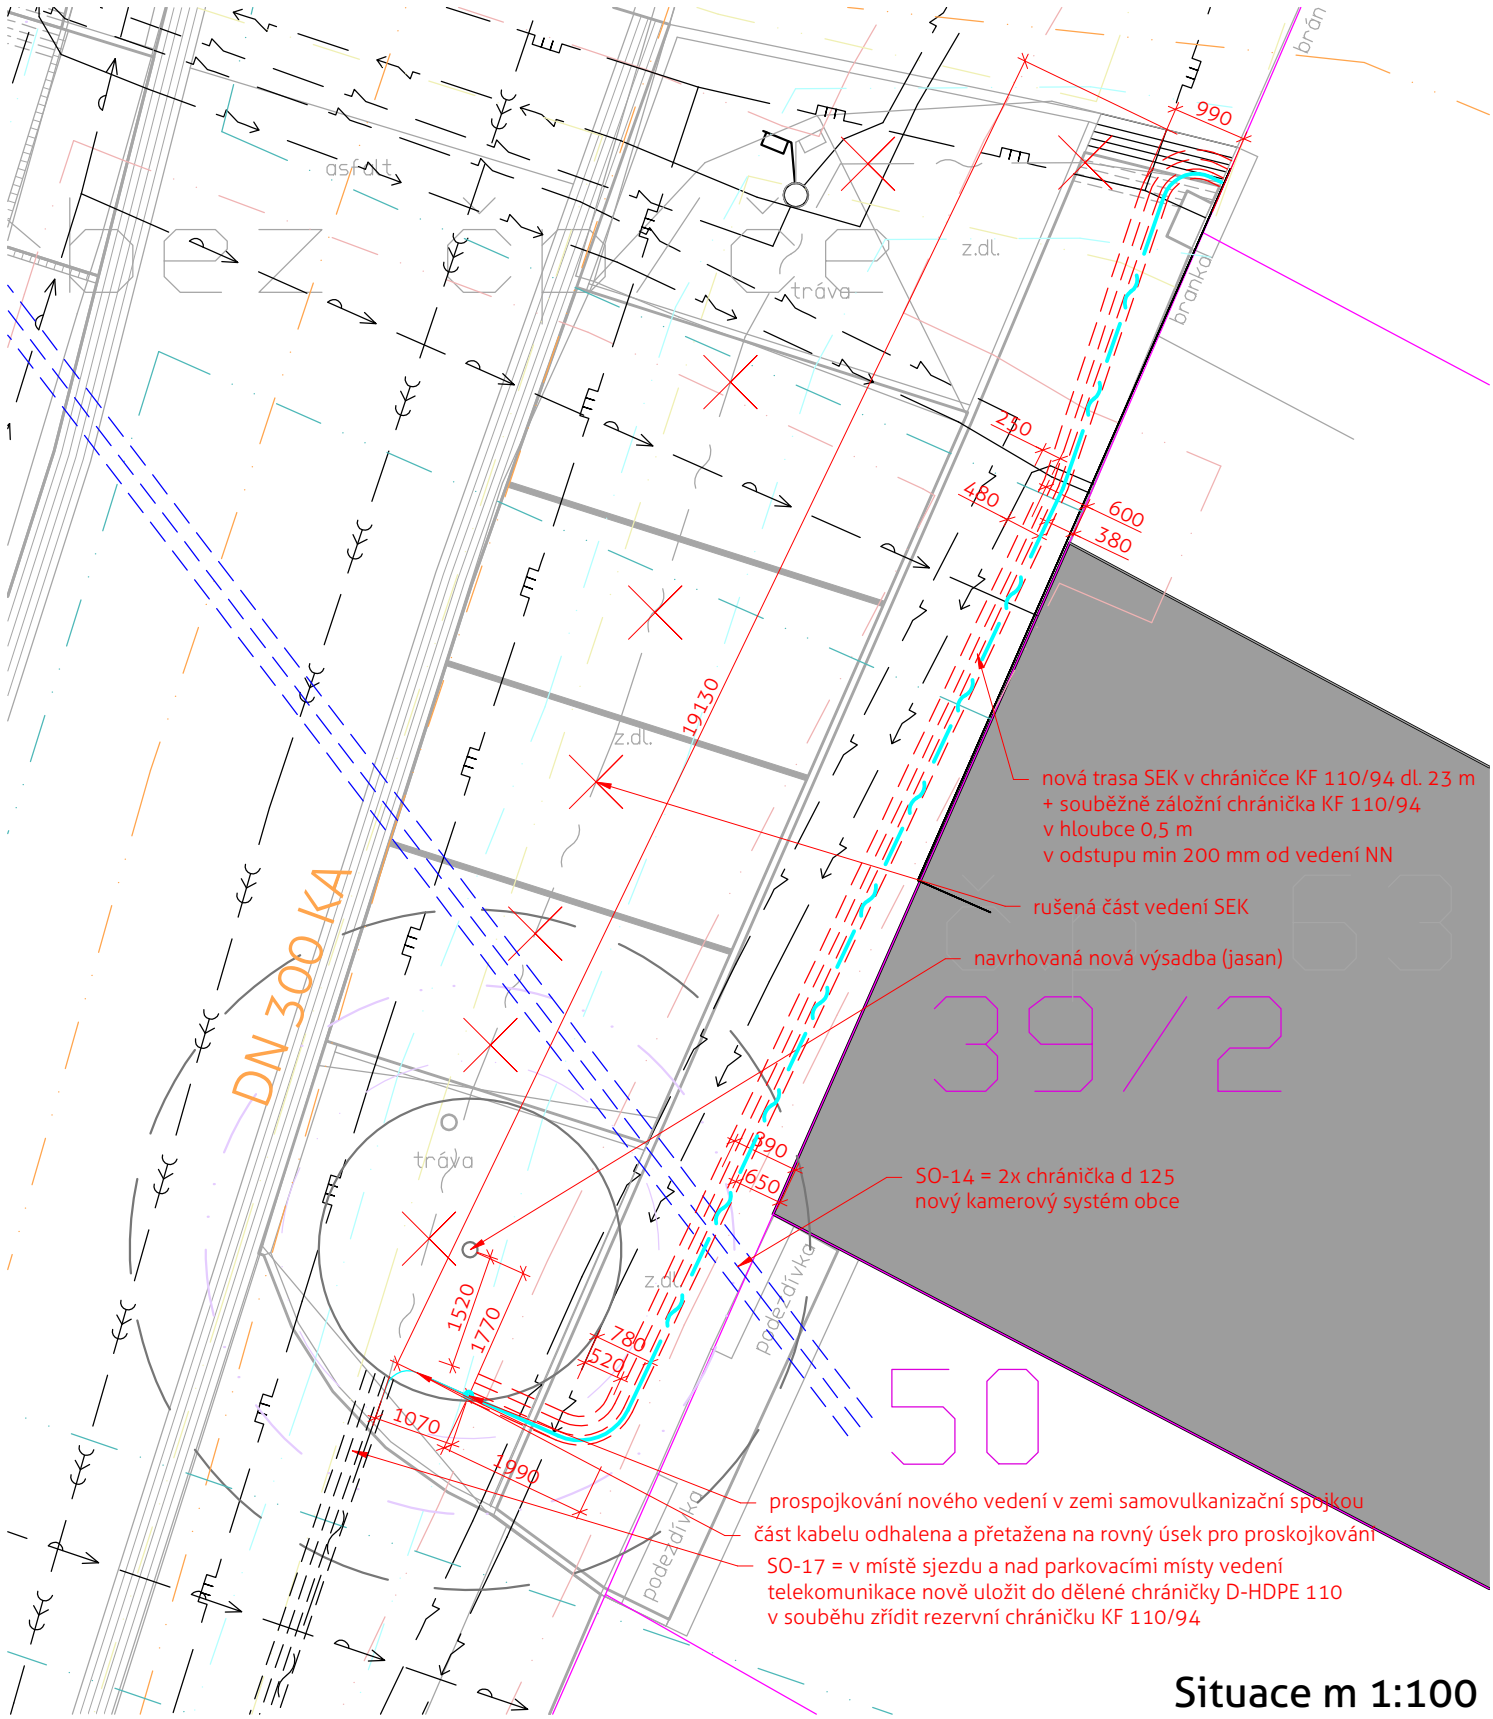 brán
990
asfalt
bez čp/če
z.dl.
tráva
branka
250
480
600
380
19130
z.dl.
nová trasa SEK v chráničce KF 110/94 dl. 23 m
+ souběžně záložní chránička KF 110/94
v hloubce 0,5 m
v odstupu min 200 mm od vedení NN
DN 300 KA
rušená část vedení SEK
63
navrhovaná nová výsadba (jasan)
39/2
390
tráva
650
SO-14 = 2x chránička d 125
nový kamerový systém obce
podezdívka
z.dl.
1520
1770
780
520
50
1070
1990
podezdívka
prospojkování nového vedení v zemi samovulkanizační spojkou
část kabelu odhalena a přetažena na rovný úsek pro proskojkování
SO-17 = v místě sjezdu a nad parkovacími místy vedení
telekomunikace nově uložit do dělené chráničky D-HDPE 110
v souběhu zřídit rezervní chráničku KF 110/94
Situace m 1:100